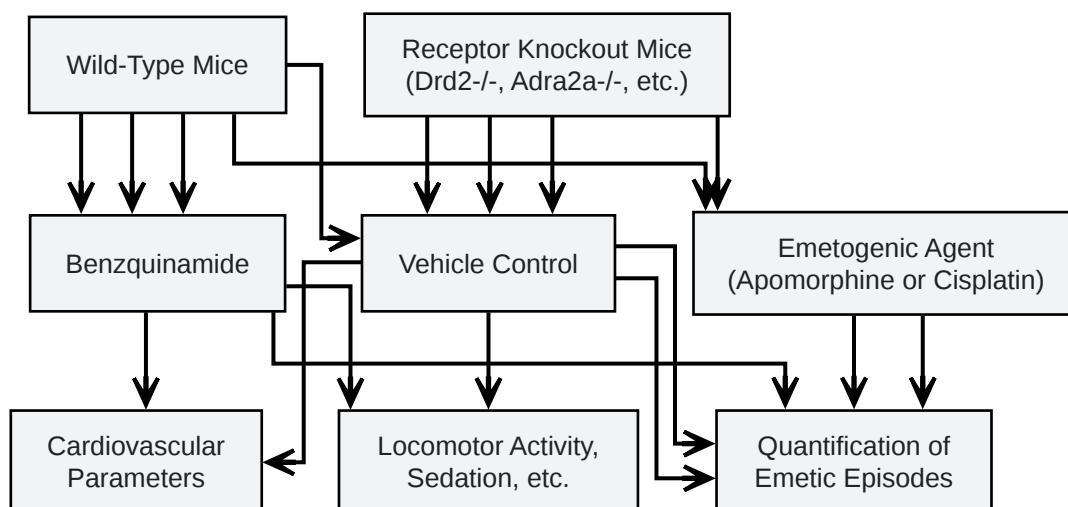 Wild-Type Mice
Receptor Knockout Mice
(Drd2-/-, Adra2a-/-, etc.)
Benzquinamide
Vehicle Control
Emetogenic Agent
(Apomorphine or Cisplatin)
Cardiovascular
Parameters
Locomotor Activity,
Sedation, etc.
Quantification of
Emetic Episodes